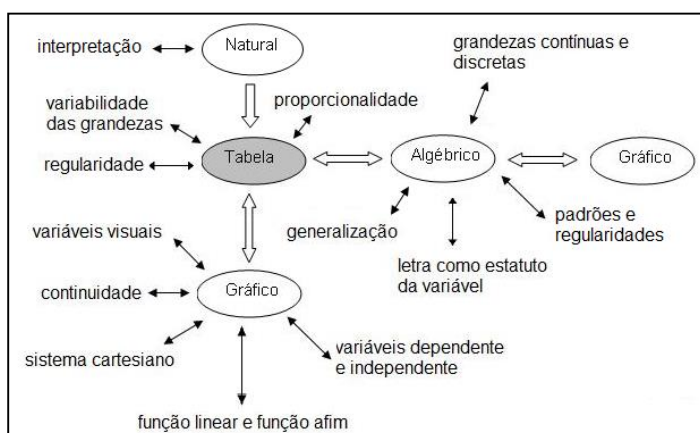 interpretação
Natural
grandezas contínuas e
discretas
variabilidade
das grandezas
proporcionalidade
regularidade
Tabela
Algébrico
Gráfico
variáveis visuais
generalização
padrões e
regularidades
letra como estatuto
da variável
continuidade
Gráfico
sistema cartesiano
variáveis dependente
e independente
função linear e função afim